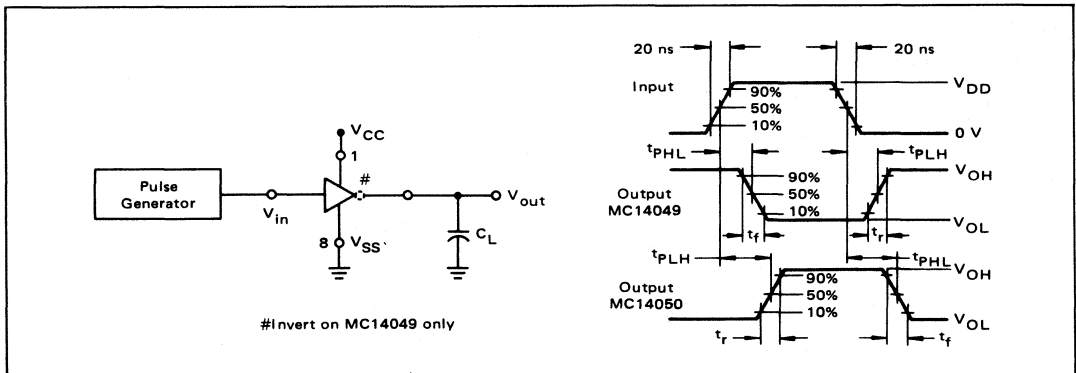 Pulse
Generator
V_in
V_CC
1
#
8 V_SS
C_L
V_out
#Invert on MC14049 only
20 ns
20 ns
Input
90%
50%
10%
V_DD
0 V
t_PHL
t_PLH
Output
MC14049
90%
50%
10%
V_OH
V_OL
t_f
t_r
t_PLH
t_PHL
Output
MC14050
90%
50%
10%
V_OH
V_OL
t_r
t_f